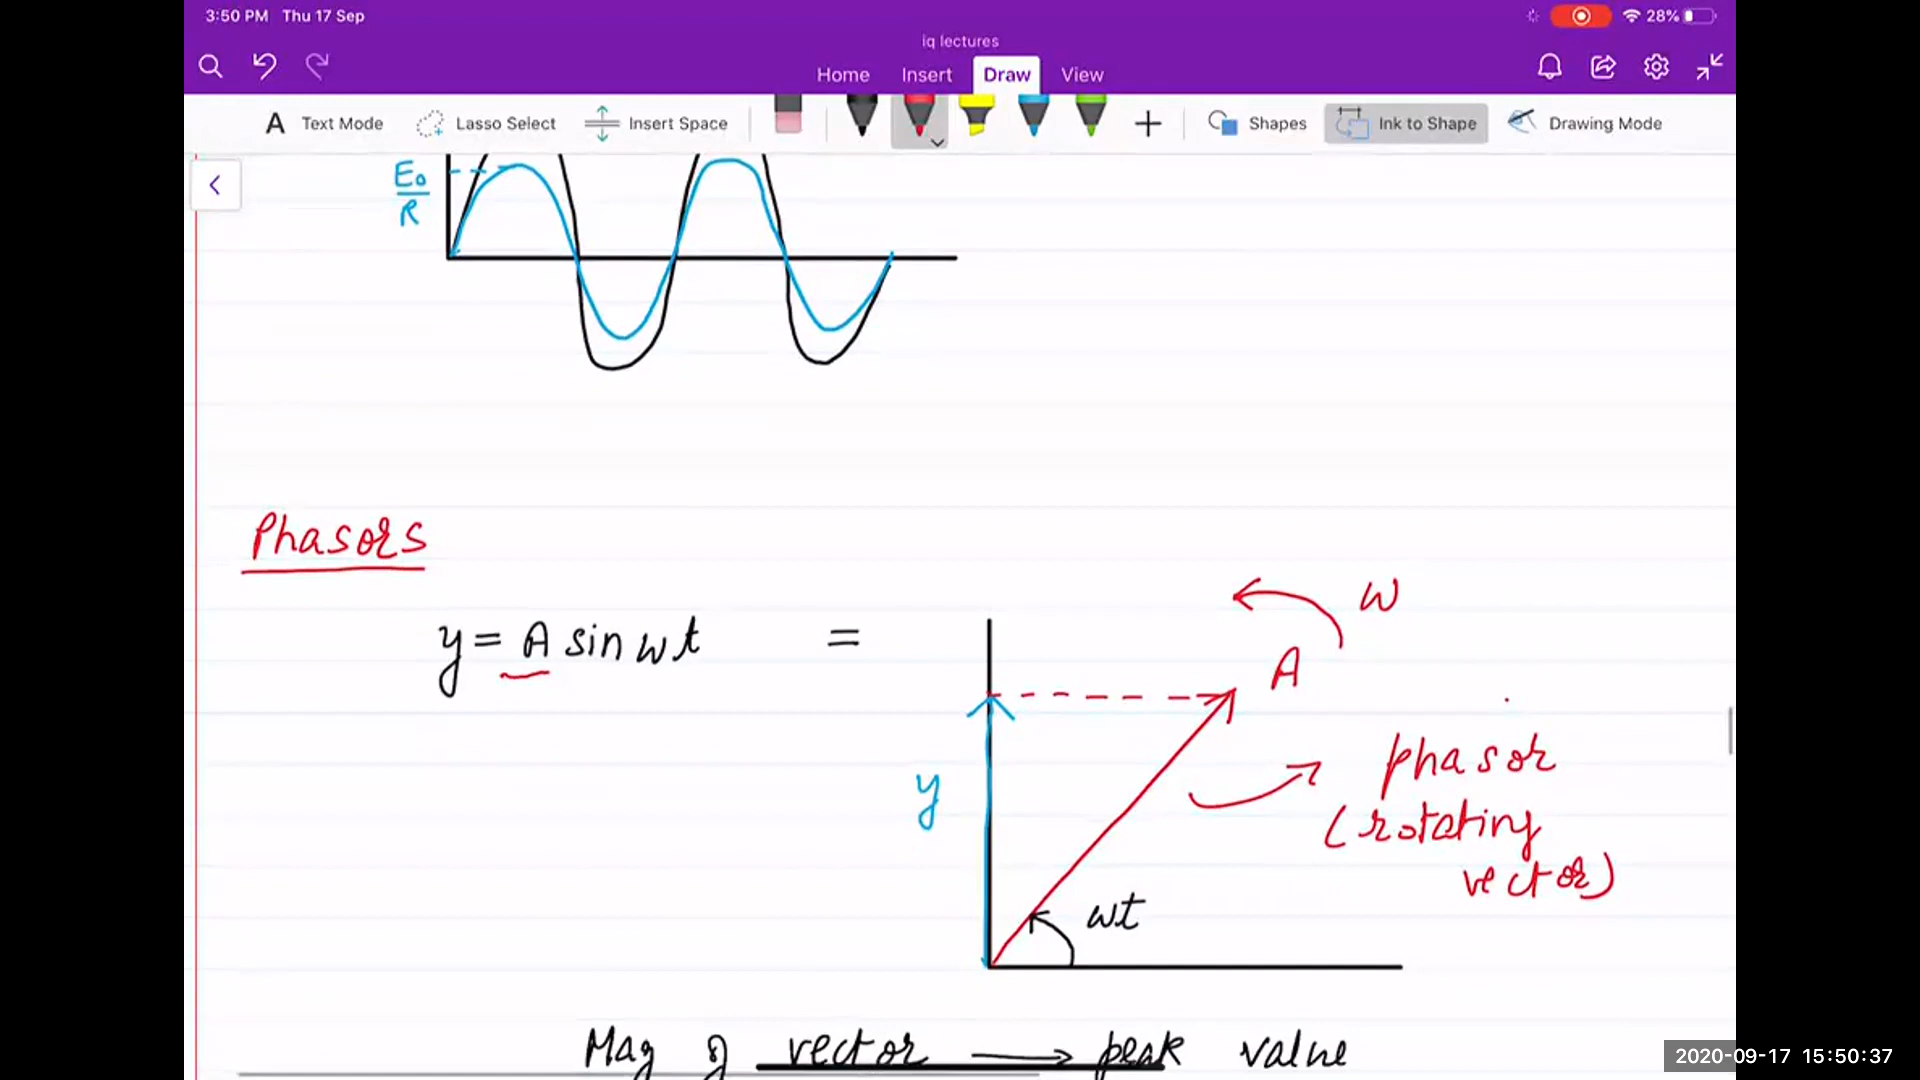 3:50 PM Thu 17 Sep
28%
iq lectures
Home Insert Draw View
Text Mode Lasso Select Insert Space Shapes Ink to Shape Drawing Mode
E₀
R
Phasors
y = A sin ωt =
ω
A
phasor
(rotating
vector)
y
ωt
Mag of vector → peak value
2020-09-17 15:50:37